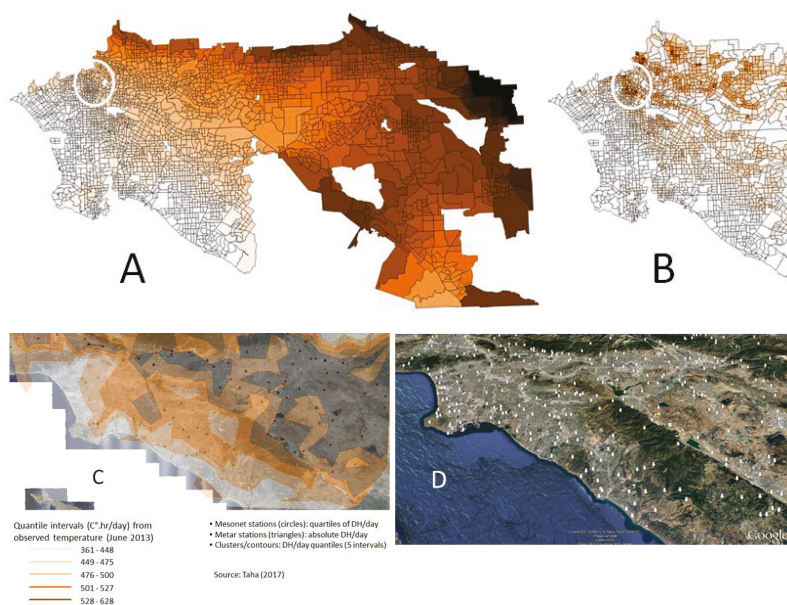 A
B
C
D
Google
Quantile intervals (C°.hr/day) from
observed temperature (June 2013)
361 - 448
449 - 475
476 - 500
501 - 527
528 - 628
• Mesonet stations (circles): quartiles of DH/day
• Metar stations (triangles): absolute DH/day
• Clusters/contours: DH/day quantiles (5 intervals)
Source: Taha (2017)